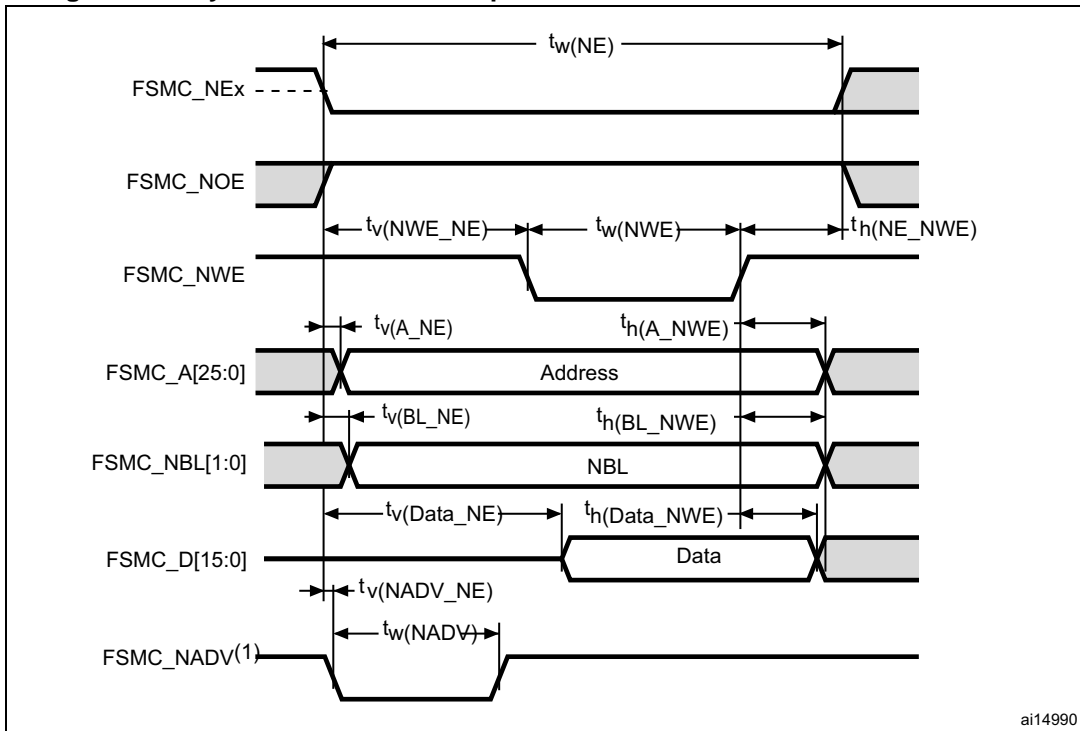 tw(NE)
FSMC_NEx
FSMC_NOE
tv(NWE_NE) tw(NWE) th(NE_NWE)
FSMC_NWE
tv(A_NE) th(A_NWE)
FSMC_A[25:0] Address
tv(BL_NE) th(BL_NWE)
FSMC_NBL[1:0] NBL
tv(Data_NE) th(Data_NWE)
FSMC_D[15:0] Data
tv(NADV_NE)
tw(NADV)
FSMC_NADV(1)
ai14990